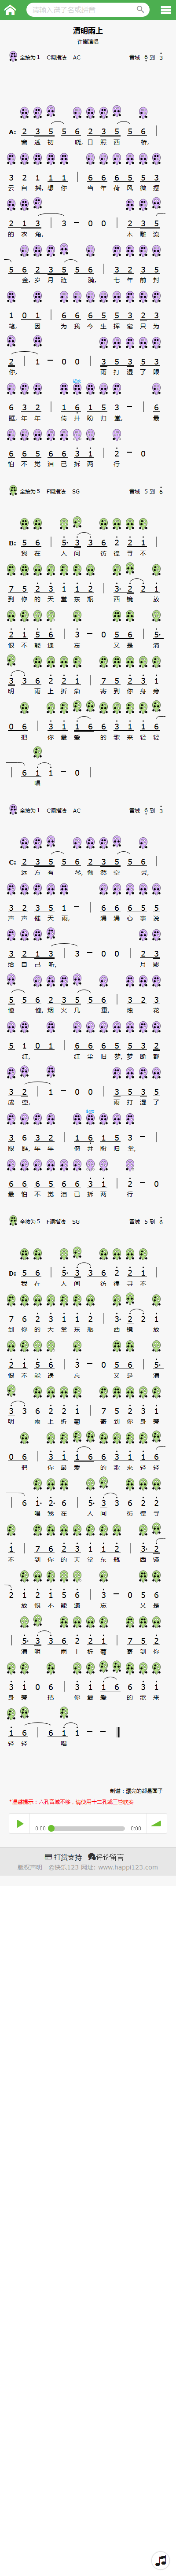 请输入曲子名或拼音
清明雨上
许嵩演唱
全按为 1 C调指法 AC 音域 6 到 3
A: 2 3 5 5 6 2 3 5 5 6
窗 透 初 晓, 日 照 西 桥,
3 2 1 1 1 6 6 6 5 5
云 自 摇, 想 你 当 年 荷 风 微 摆
2 1 3 3 - 0 0 2 3 5
的 衣 角, 木 雕 流
5 6 2 3 5 5 6 3 2 3 5
金, 岁 月 涟 漪, 七 年 前 封
1 0 1 6 6 6 5 5 2 3
笔, 因 为 我 今 生 挥 毫 只 为
2 1 - 0 0 3 5 3 5 3
你, 雨 打 湿 了 眼
6 3 2 1 6 1 5 3 - 6
眶, 年 年 倚 井 盼 归 堂, 最
6 6 5 6 6 3 1 2 - 0
怕 不 觉 泪 已 拆 两 行
全按为 5 F调指法 SG 音域 5 到 6
B: 5 6 5· 3 3 6 2 2 1
我 在 人 间 仿 徨 寻 不
7 5 2 3 1 1 2 3· 2 2 1
到 你 的 天 堂 东 瓶 西 镜 放
2 1 5 6 3 - 0 5 6 5·
恨 不 能 遗 忘 又 是 清
3 3 6 2 2 1 7 5 2 3 1
明 雨 上 折 菊 寄 到 你 身 旁
0 6 3 1 1 6 6 3 1 1 6
把 你 最 爱 的 歌 来 轻 轻
6 1 1 - 0
唱
全按为 1 C调指法 AC 音域 6 到 3
C: 2 3 5 5 6 2 3 5 5 6
远 方 有 琴, 愀 然 空 灵,
3 3 2 3 5 1 - 6 6 6 5 5
声 声 催 天 雨, 涓 涓 心 事 说
3 2 1 3 3 - 0 0 2 3
给 自 己 听, 月 影
5 5 6 2 3 5 5 6 3 2 3
憧 憧, 烟 火 几 重, 烛 花
5 1 0 1 6 6 6 5 5 2 3
红, 红 尘 旧 梦, 梦 断 都
3 2 1 - 0 0 3 5 3 5
成 空, 雨 打 湿 了
3 6 3 2 1 6 1 5 3 -
眼 眶, 年 年 倚 井 盼 归 堂,
6 6 6 5 6 6 3 1 2 -
最 怕 不 觉 泪 已 拆 两 行
全按为 5 F调指法 SG 音域 5 到 6
D: 5 6 5· 3 3 6 2 2 1
我 在 人 间 仿 徨 寻 不
7 6 2 3 1 1 2 3· 2 2 1
到 你 的 天 堂 东 瓶 西 镜 放
2 1 5 6 3 - 0 5 6 5·
恨 不 能 遗 忘 又 是 清
3 3 6 2 2 1 7 5 2 3 1
明 雨 上 折 菊 寄 到 你 身 旁
0 6 3 1 1 6 6 3 1 1 6
把 你 最 爱 的 歌 来 轻 轻
6 1· 2· 6 5· 3 3 6 2 2
唱 我 在 人 间 仿 徨 寻
1 7 6 2 3 1 1 2 3· 2
不 到 你 的 天 堂 东 瓶 西 镜
2 1 2 1 5 6 3 - 0 5 6
放 恨 不 能 遗 忘 又 是
5· 3 3 6 2 2 1 7 5 2
清 明 雨 上 折 菊 寄 到 你
3 1 0 6 3 1 1 6 6 3 1
身 旁 把 你 最 爱 的 歌 来
1 6 6 1 1 - -
轻 轻 唱
制谱：漂亮的都是面子
*温馨提示：六孔音域不够，请使用十二孔或三管吹奏
0:00 0:00
打赏支持 评论留言
版权声明 ©快乐123 网址: www.happi123.com